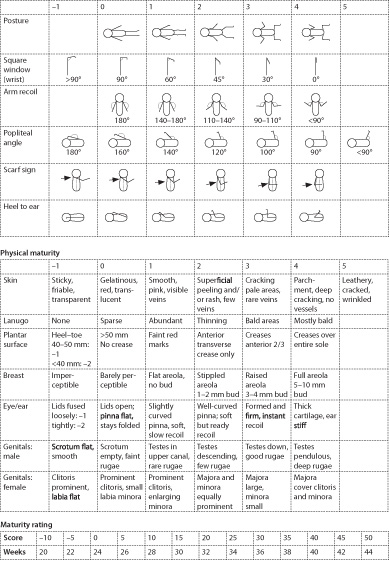 –1 0 1 2 3 4 5
Posture
Square
window
(wrist)
>90° 90° 60° 45° 30° 0°
Arm recoil
180° 140–180° 110–140° 90–110° <90°
Popliteal
angle
180° 160° 140° 120° 100° 90° <90°
Scarf sign
Heel to ear
Physical maturity
–1 0 1 2 3 4 5
Skin
Sticky,
friable,
transparent
Gelatinous,
red, trans-
lucent
Smooth,
pink, visible
veins
Superficial
peeling and/
or rash, few
veins
Cracking
pale areas,
rare veins
Parch-
ment, deep
cracking, no
vessels
Leathery,
cracked,
wrinkled
Lanugo None Sparse Abundant Thinning Bald areas Mostly bald
Plantar
surface
Heel–toe
40–50 mm:
–1
<40 mm: –2
>50 mm
No crease
Faint red
marks
Anterior
transverse
crease only
Creases
anterior 2/3
Creases over
entire sole
Breast
Imper-
ceptible
Barely per-
ceptible
Flat areola,
no bud
Stippled
areola
1–2 mm bud
Raised
areola
3–4 mm bud
Full areola
5–10 mm
bud
Eye/ear
Lids fused
loosely: –1
tightly: –2
Lids open;
pinna flat,
stays folded
Slightly
curved
pinna, soft,
slow recoil
Well-curved
pinna; soft
but ready
recoil
Formed and
firm, instant
recoil
Thick
cartilage, ear
stiff
Genitals:
male
Scrotum flat,
smooth
Scrotum
empty, faint
rugae
Testes in
upper canal,
rare rugae
Testes
descending,
few rugae
Testes down,
good rugae
Testes
pendulous,
deep rugae
Genitals:
female
Clitoris
prominent,
labia flat
Prominent
clitoris, small
labia minora
Prominent
clitoris,
enlarging
minora
Majora and
minora
equally
prominent
Majora
large,
minora
small
Majora
cover clitoris
and minora
Maturity rating
Score –10 –5 0 5 10 15 20 25 30 35 40 45 50
Weeks 20 22 24 26 28 30 32 34 36 38 40 42 44